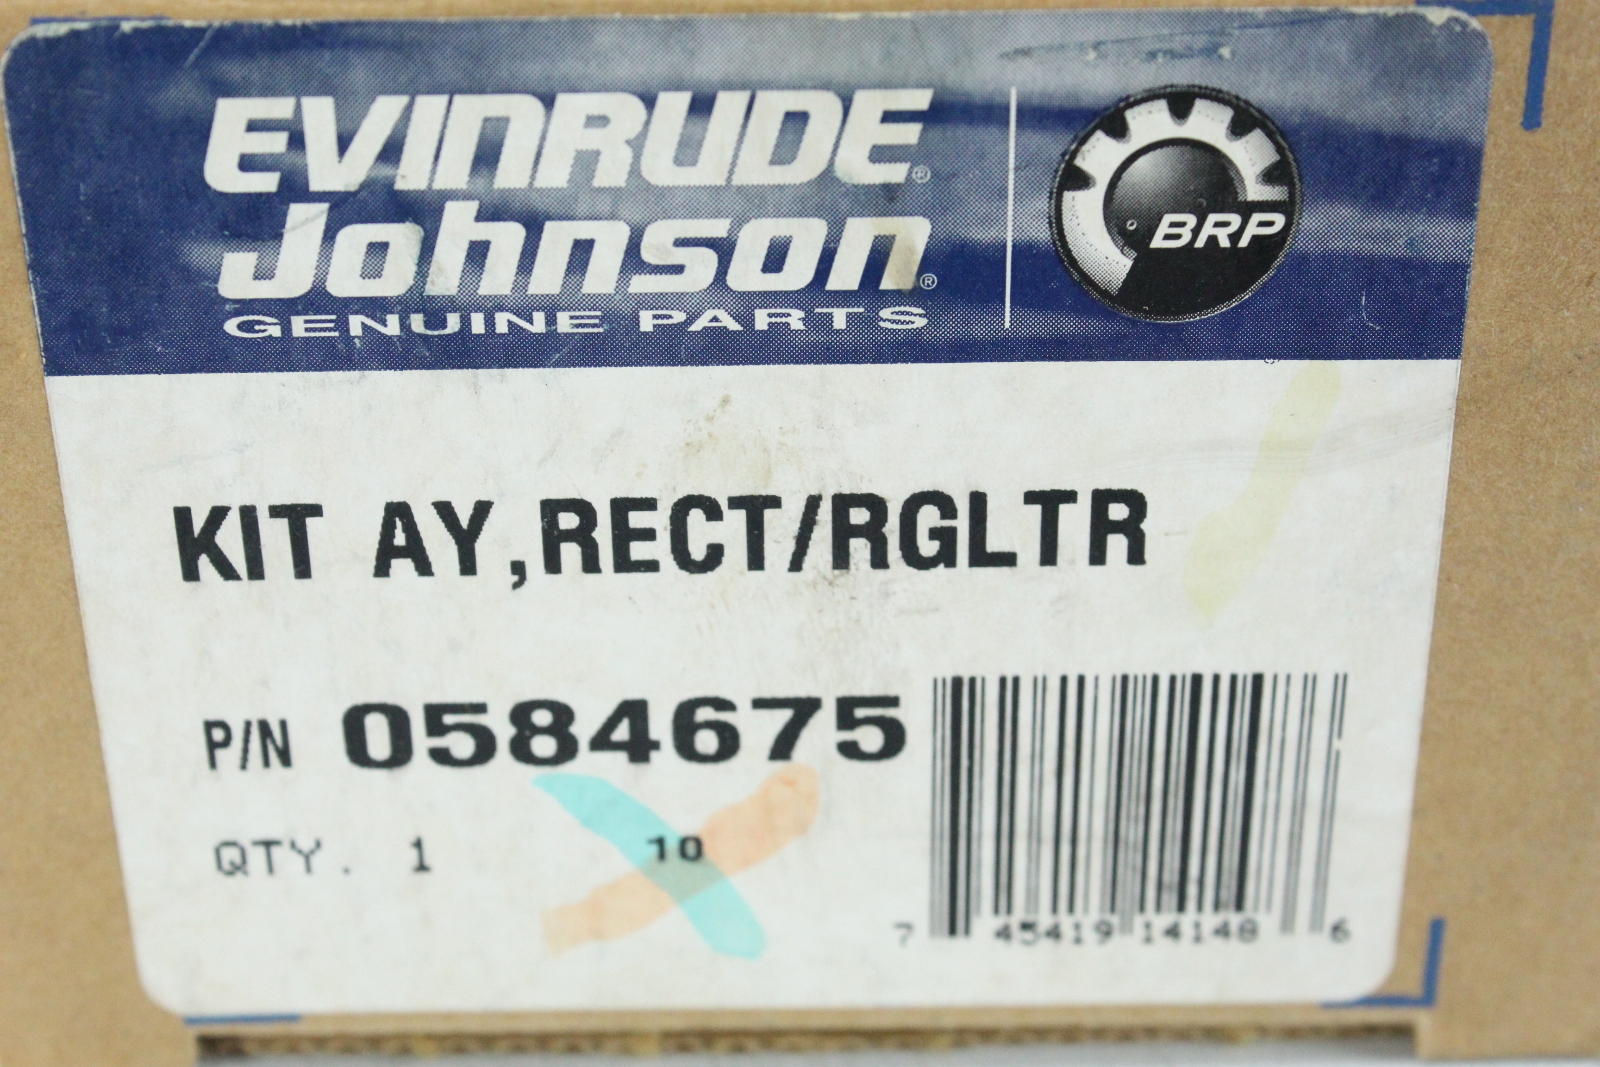 EVINRUDE®
Johnson®
GENUINE PARTS
BRP
KIT AY,RECT/RGLTR
P/N 0584675
QTY. 1 10
7 45419 14148 6